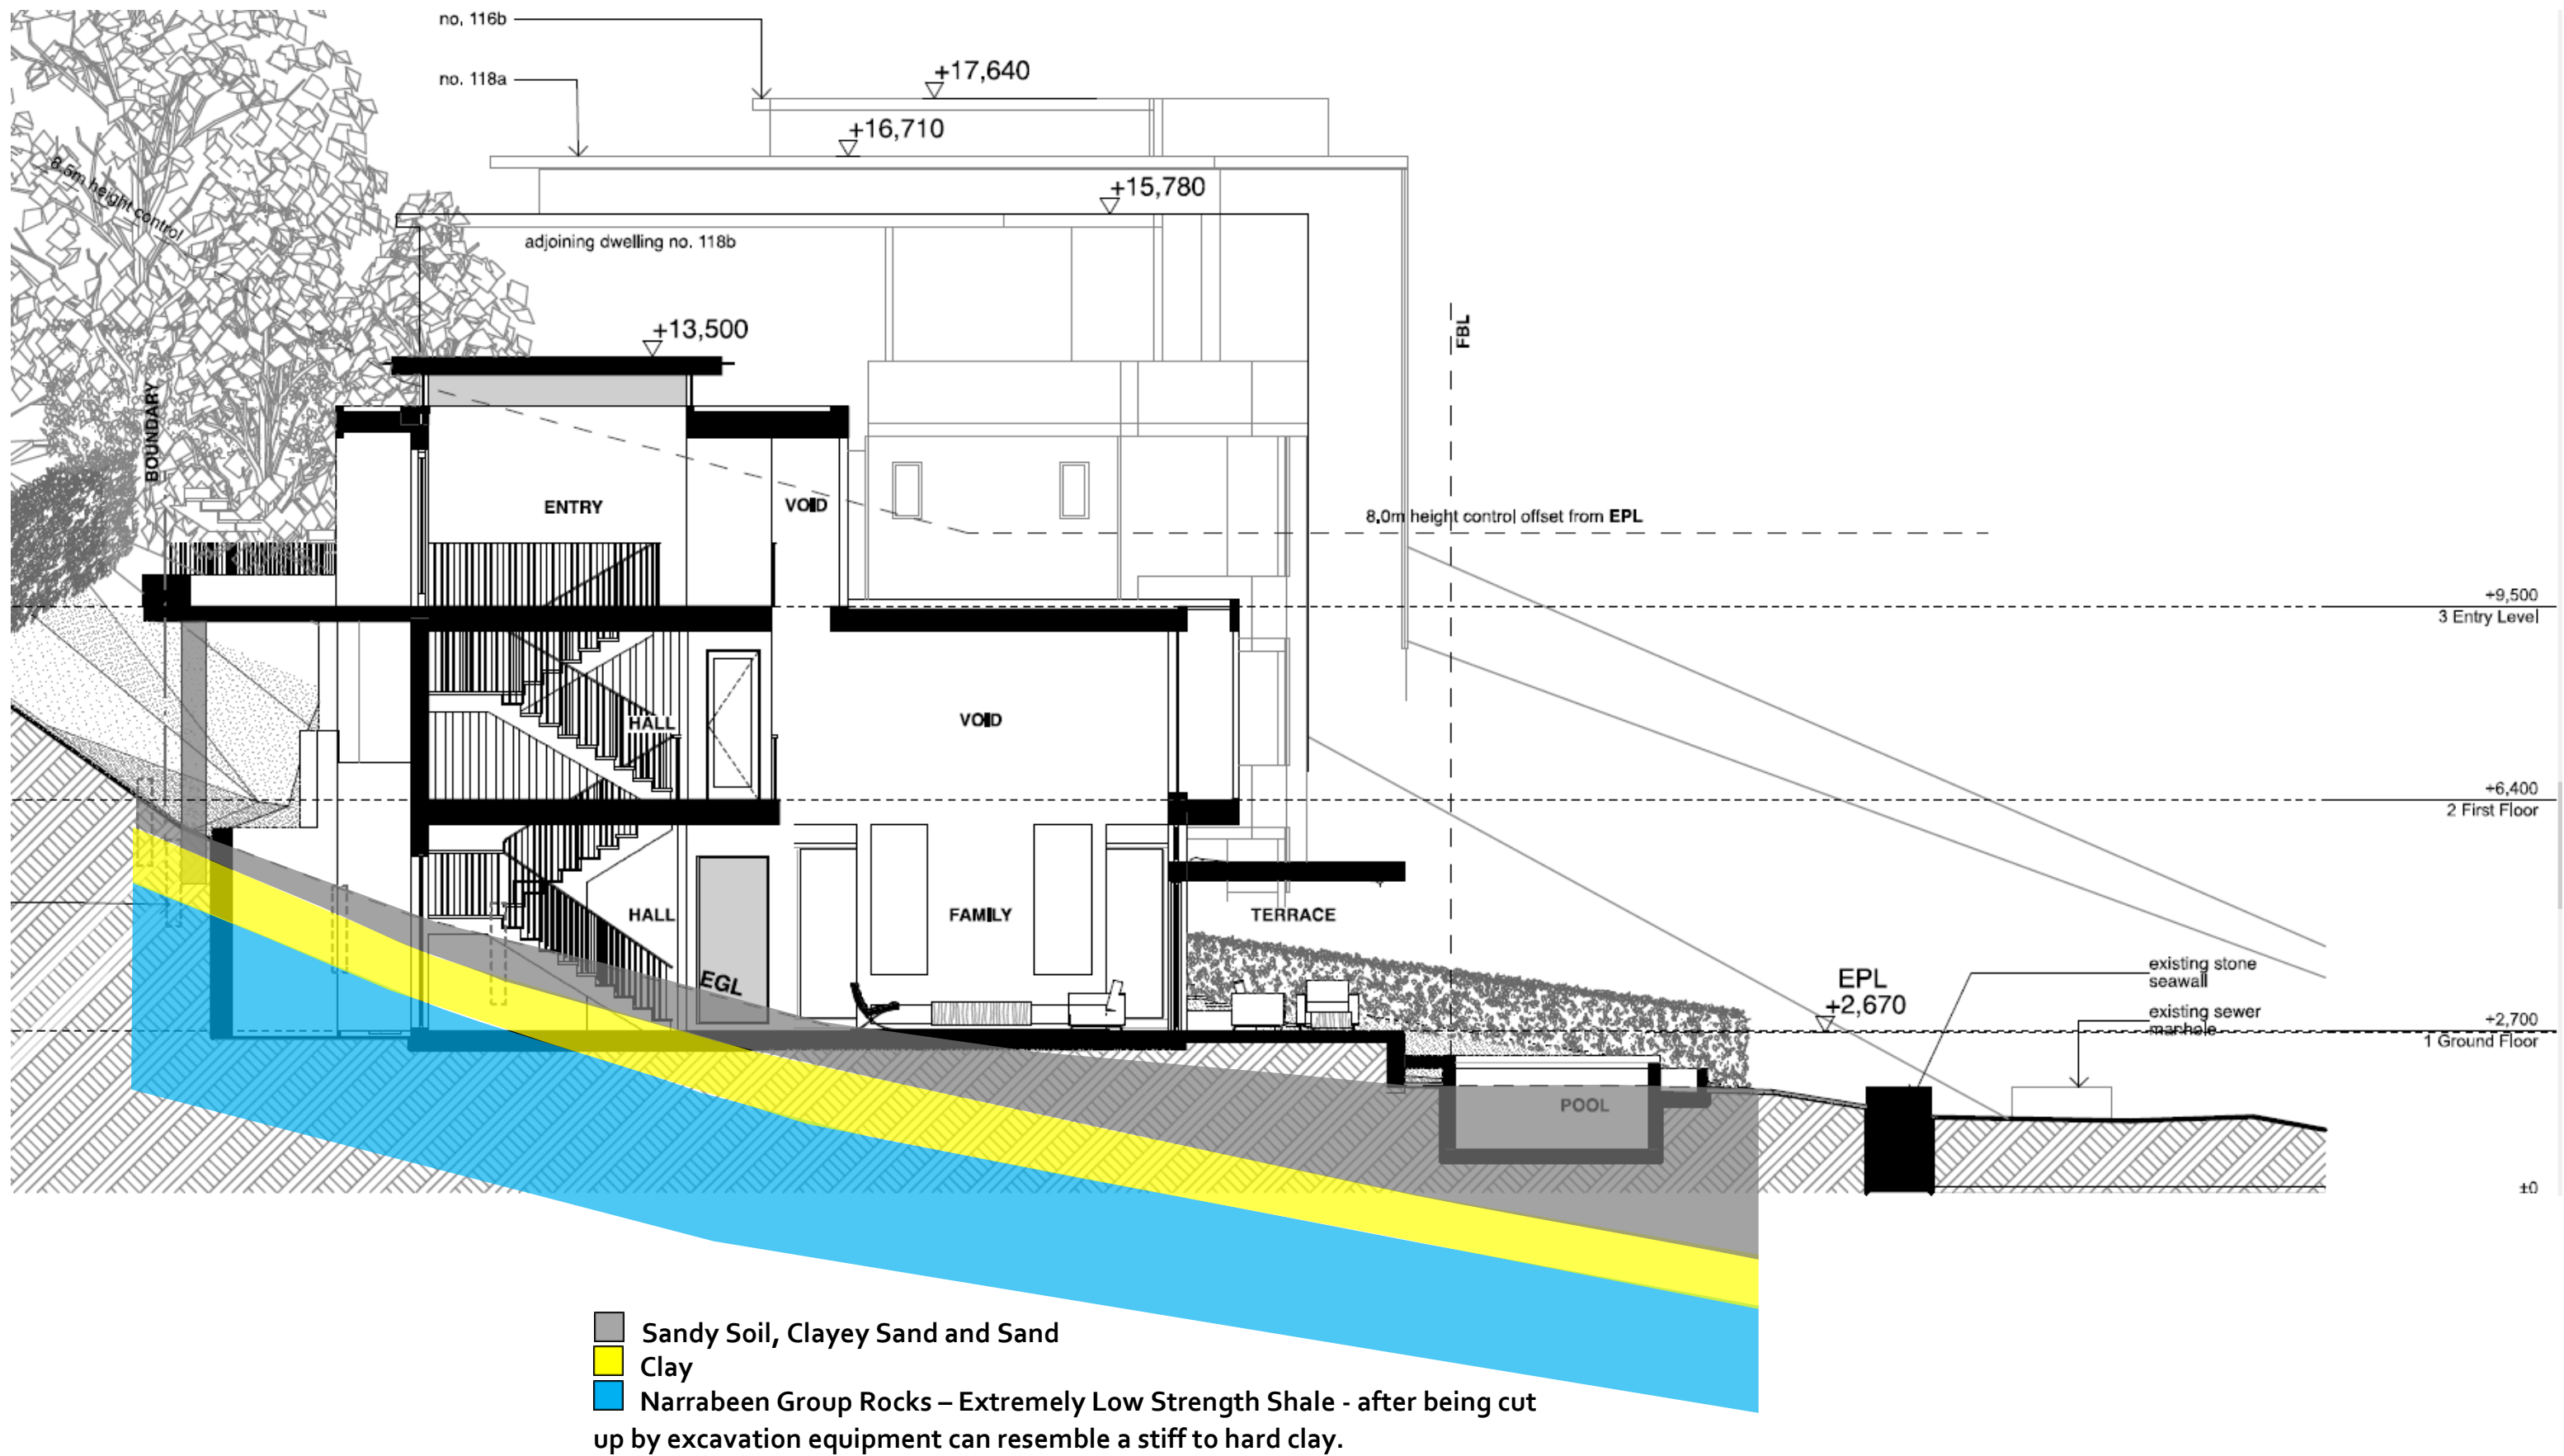 no. 116b
+17,640
no. 118a
+16,710
8.5m height control
+15,780
adjoining dwelling no. 118b
+13,500
FBL
BOUNDARY
ENTRY
VOID
8.0m height control offset from EPL
+9,500
3 Entry Level
HALL
VOID
+6,400
2 First Floor
HALL
FAMILY
TERRACE
EGL
EPL
+2,670
existing stone
seawall
existing sewer
manhole
+2,700
1 Ground Floor
POOL
±0
Sandy Soil, Clayey Sand and Sand
Clay
Narrabeen Group Rocks – Extremely Low Strength Shale - after being cut
up by excavation equipment can resemble a stiff to hard clay.